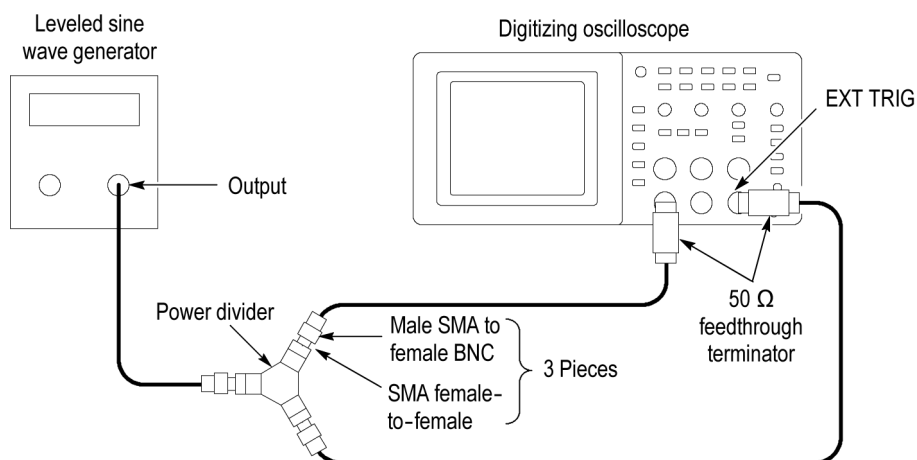 Leveled sine
wave generator
Digitizing oscilloscope
EXT TRIG
Output
Power divider
Male SMA to
female BNC
SMA female-
to-female
3 Pieces
50 Ω
feedthrough
terminator